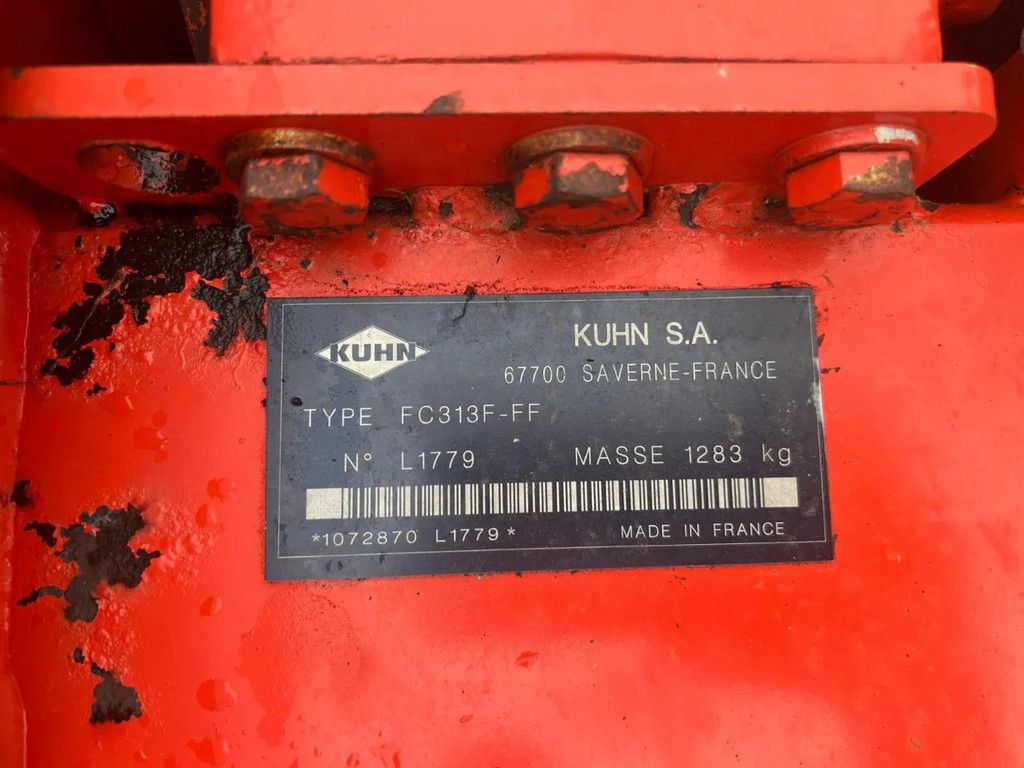 KUHN
KUHN S.A.
67700 SAVERNE-FRANCE
TYPE FC313F-FF
N° L1779 MASSE 1283 kg
*1072870 L1779* MADE IN FRANCE